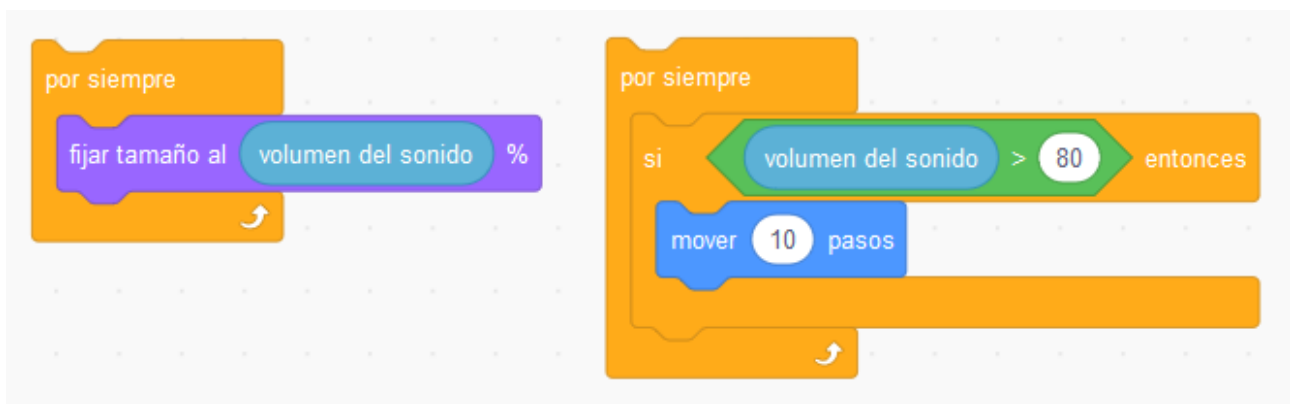 por siempre
fijar tamaño al volumen del sonido %
por siempre
si volumen del sonido > 80 entonces
mover 10 pasos